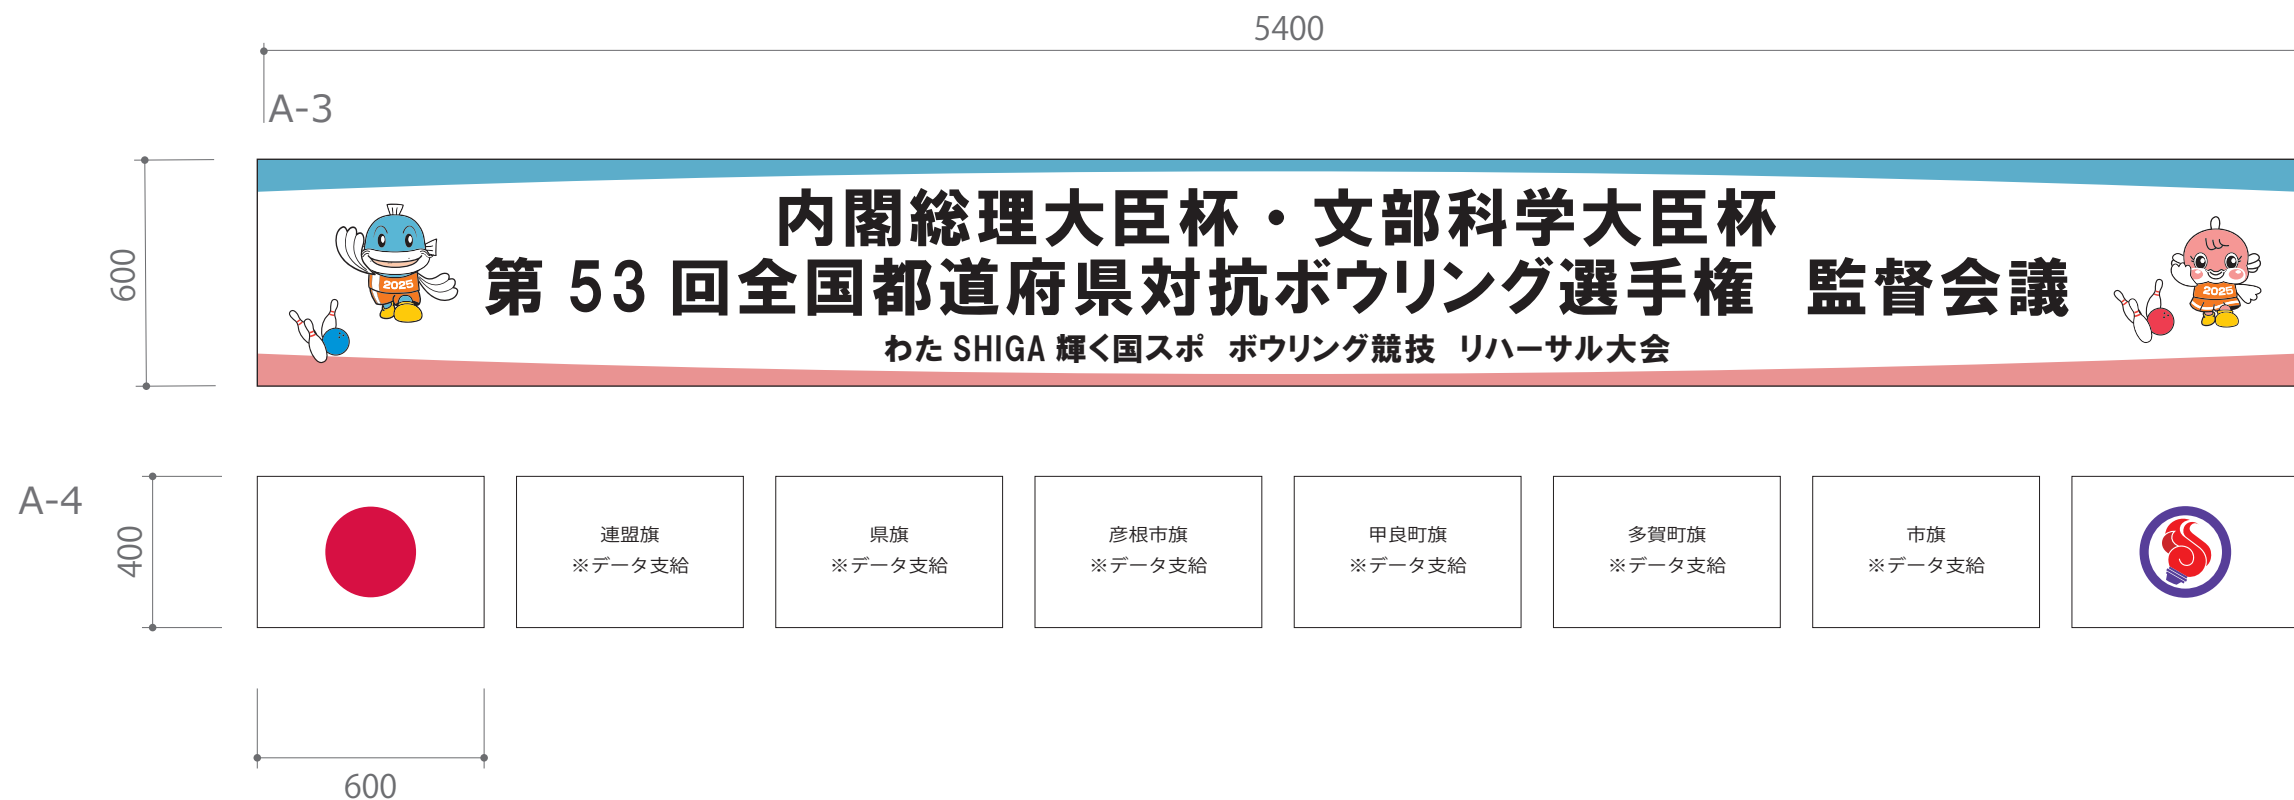 5400
A-3
600
内閣総理大臣杯・文部科学大臣杯
第 53 回全国都道府県対抗ボウリング選手権　監督会議
わた SHIGA 輝く国スポ　ボウリング競技　リハーサル大会
2025
2025
A-4
400
連盟旗
※データ支給
県旗
※データ支給
彦根市旗
※データ支給
甲良町旗
※データ支給
多賀町旗
※データ支給
市旗
※データ支給
600